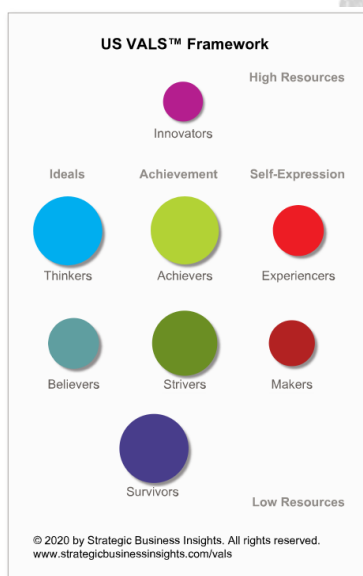 US VALS™ Framework
High Resources
Innovators
Ideals Achievement Self-Expression
Thinkers Achievers Experiencers
Believers Strivers Makers
Survivors
Low Resources
© 2020 by Strategic Business Insights. All rights reserved.
www.strategicbusinessinsights.com/vals